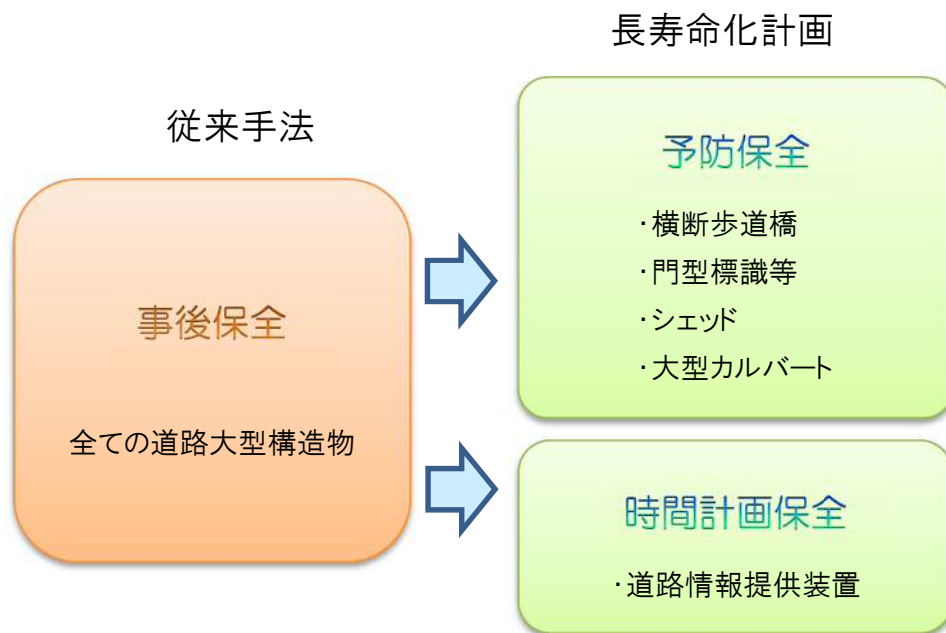 長寿命化計画
従来手法
予防保全
・横断歩道橋
・門型標識等
・シェッド
・大型カルバート
事後保全
全ての道路大型構造物
時間計画保全
・道路情報提供装置